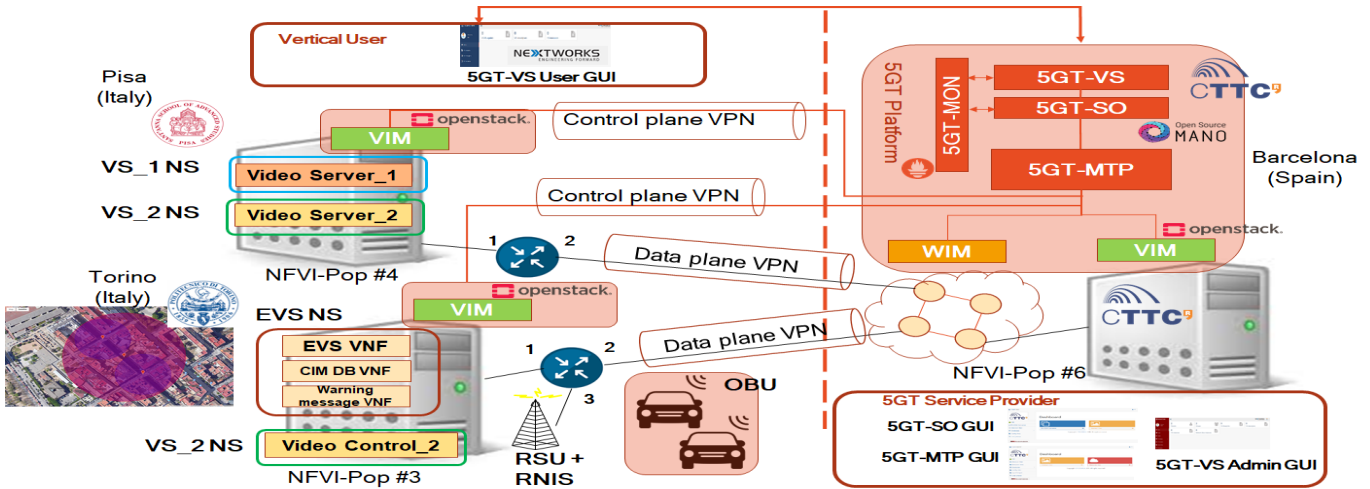 Vertical User
NEXTWORKS
ENGINEERING FORWARD
5GT-VS User GUI
Pisa
(Italy)
openstack.
VIM
Control plane VPN
VS_1 NS
Video Server_1
VS_2 NS
Video Server_2
Control plane VPN
1
2
NFVI-Pop #4
Data plane VPN
5GT Platform
5GT-MON
5GT-VS
5GT-SO
5GT-MTP
CTTC
Open Source
MANO
Barcelona
(Spain)
openstack.
WIM
VIM
Torino
(Italy)
openstack.
VIM
EVS NS
EVS VNF
CIM DB VNF
Warning
message VNF
1
2
3
Data plane VPN
CTTC
NFVI-Pop #6
OBU
VS_2 NS
Video Control_2
NFVI-Pop #3
RSU +
RNIS
5GT Service Provider
5GT-SO GUI
5GT-MTP GUI
5GT-VS Admin GUI